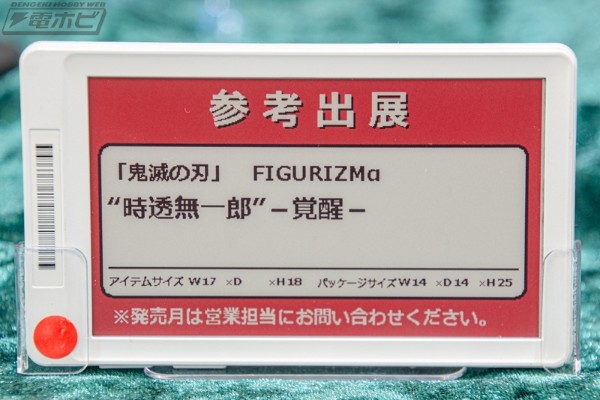 DENGEKI HOBBY WEB
電ホビ
参考出展
「鬼滅の刃」 FIGURIZMα
“時透無一郎”－覚醒－
アイテムサイズ W17 ×D ×H18 パッケージサイズ W14 ×D14 ×H25
※発売月は営業担当にお問い合わせください。